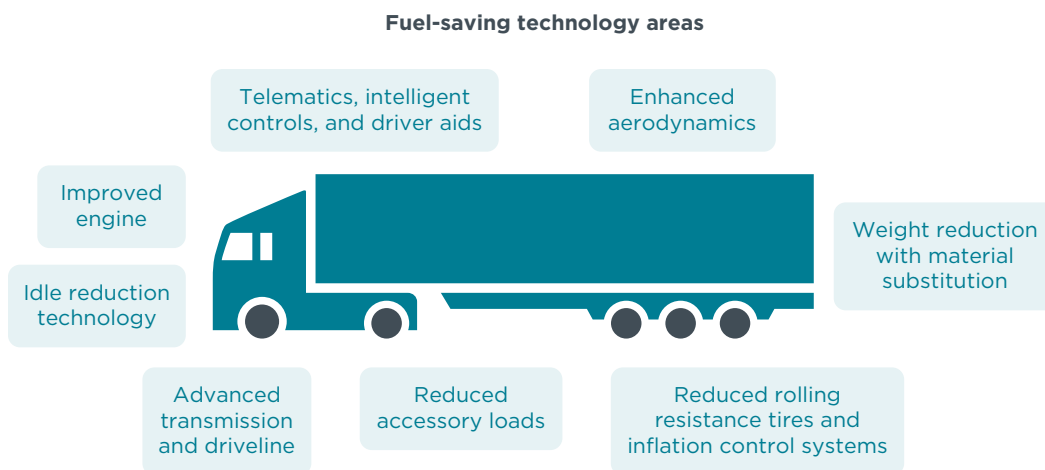 Fuel-saving technology areas
Telematics, intelligent
controls, and driver aids
Enhanced
aerodynamics
Improved
engine
Weight reduction
with material
substitution
Idle reduction
technology
Advanced
transmission
and driveline
Reduced
accessory loads
Reduced rolling
resistance tires and
inflation control systems